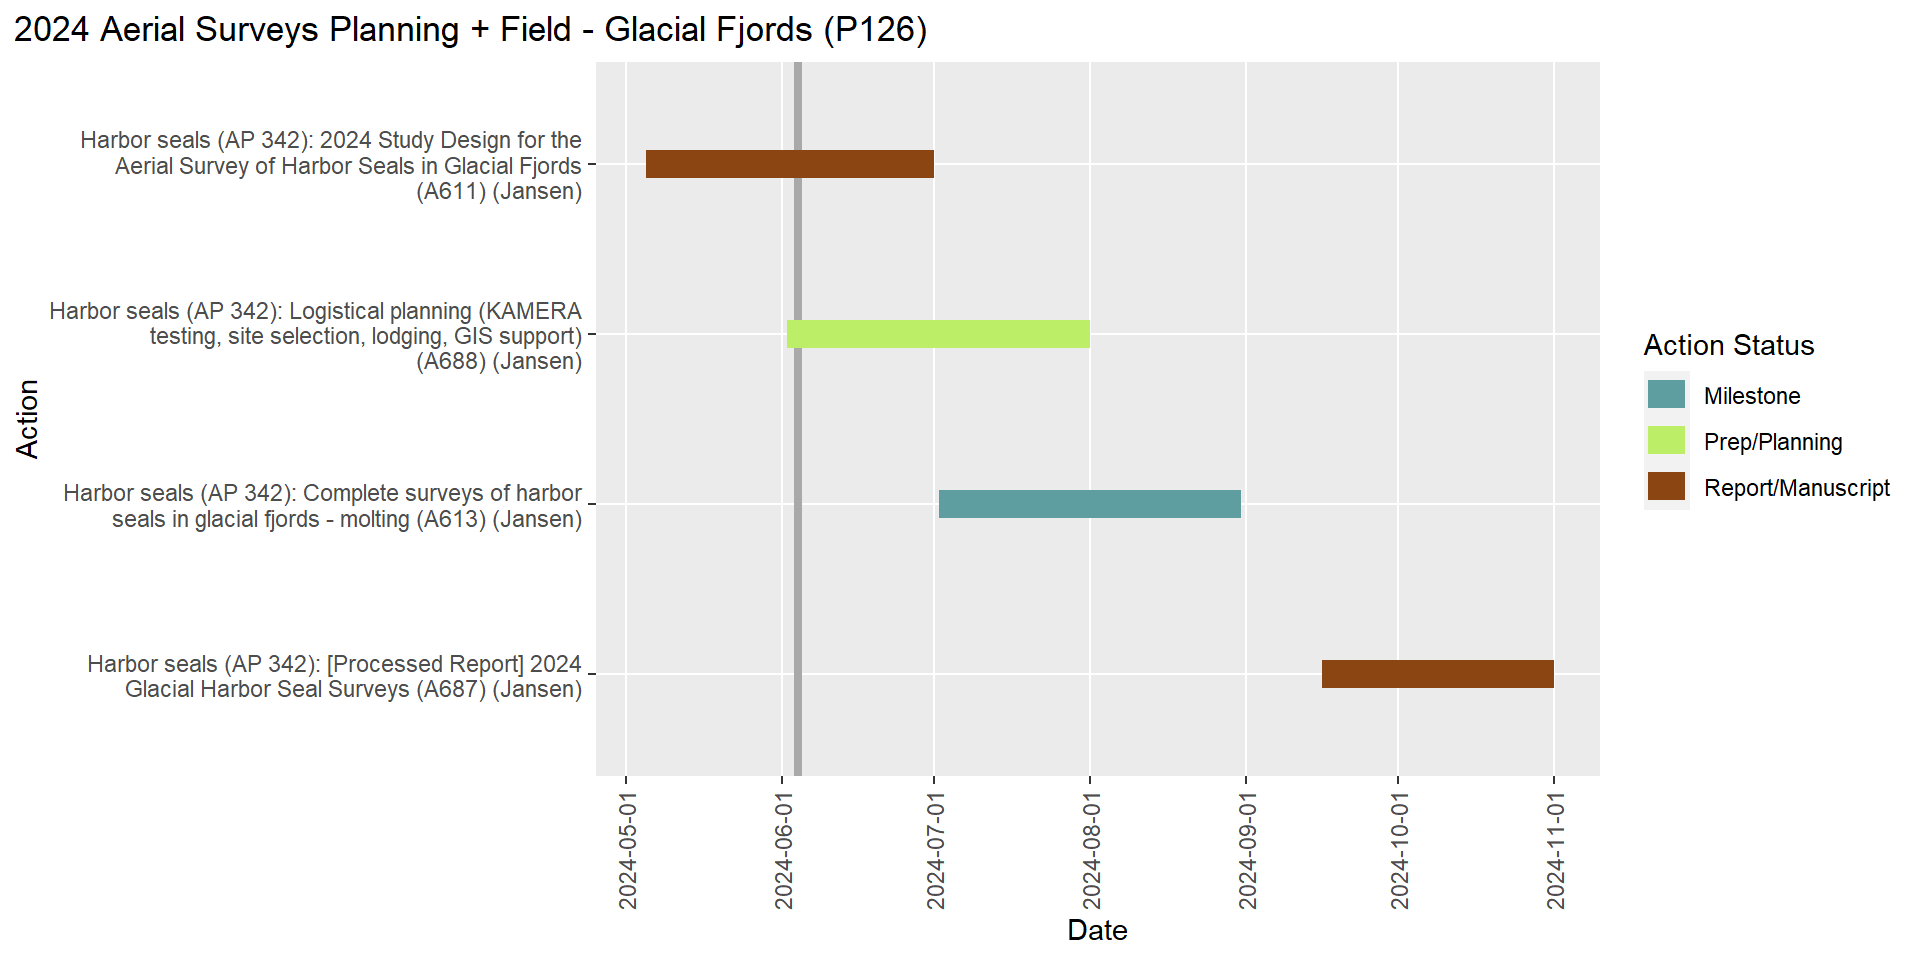 2024 Aerial Surveys Planning + Field - Glacial Fjords (P126)
Harbor seals (AP 342): 2024 Study Design for the
Aerial Survey of Harbor Seals in Glacial Fjords
(A611) (Jansen)
Harbor seals (AP 342): Logistical planning (KAMERA
testing, site selection, lodging, GIS support)
(A688) (Jansen)
Harbor seals (AP 342): Complete surveys of harbor
seals in glacial fjords - molting (A613) (Jansen)
Harbor seals (AP 342): [Processed Report] 2024
Glacial Harbor Seal Surveys (A687) (Jansen)
Action
2024-05-01
2024-06-01
2024-07-01
2024-08-01
2024-09-01
2024-10-01
2024-11-01
Date
Action Status
Milestone
Prep/Planning
Report/Manuscript